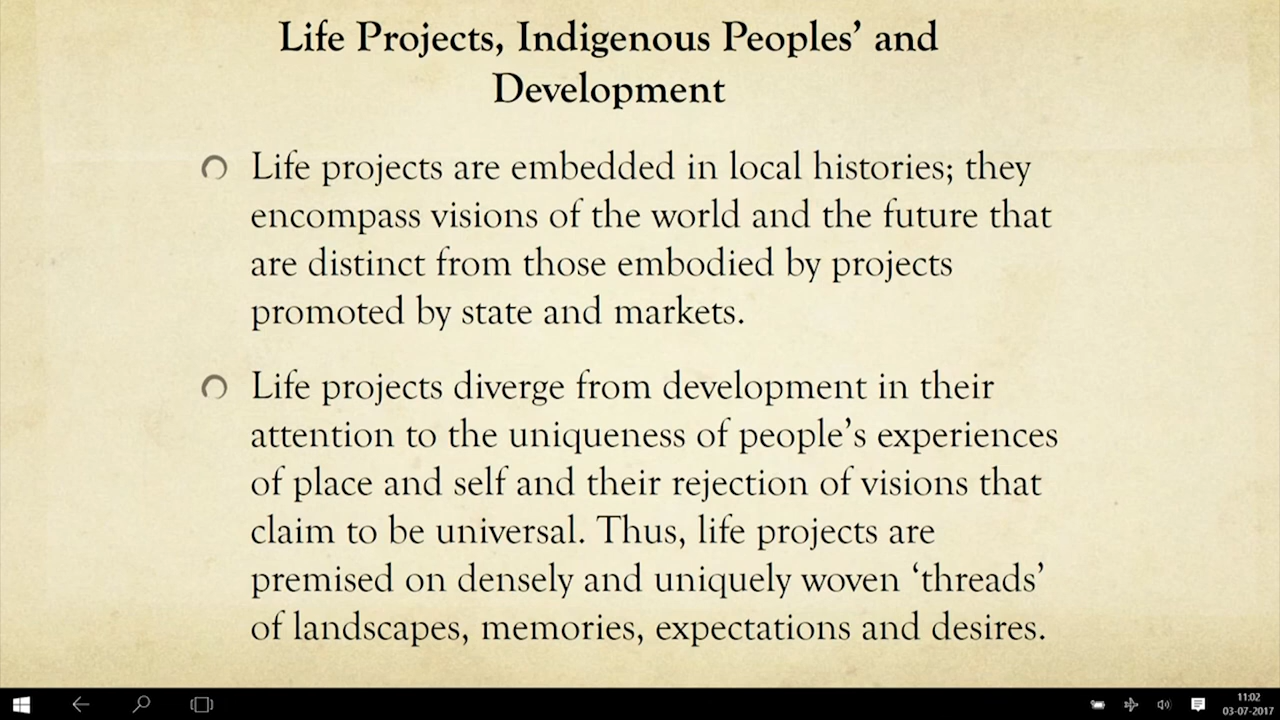 Life Projects, Indigenous Peoples’ and
Development
Life projects are embedded in local histories; they
encompass visions of the world and the future that
are distinct from those embodied by projects
promoted by state and markets.
Life projects diverge from development in their
attention to the uniqueness of people’s experiences
of place and self and their rejection of visions that
claim to be universal. Thus, life projects are
premised on densely and uniquely woven ‘threads’
of landscapes, memories, expectations and desires.
11:02
03-07-2017